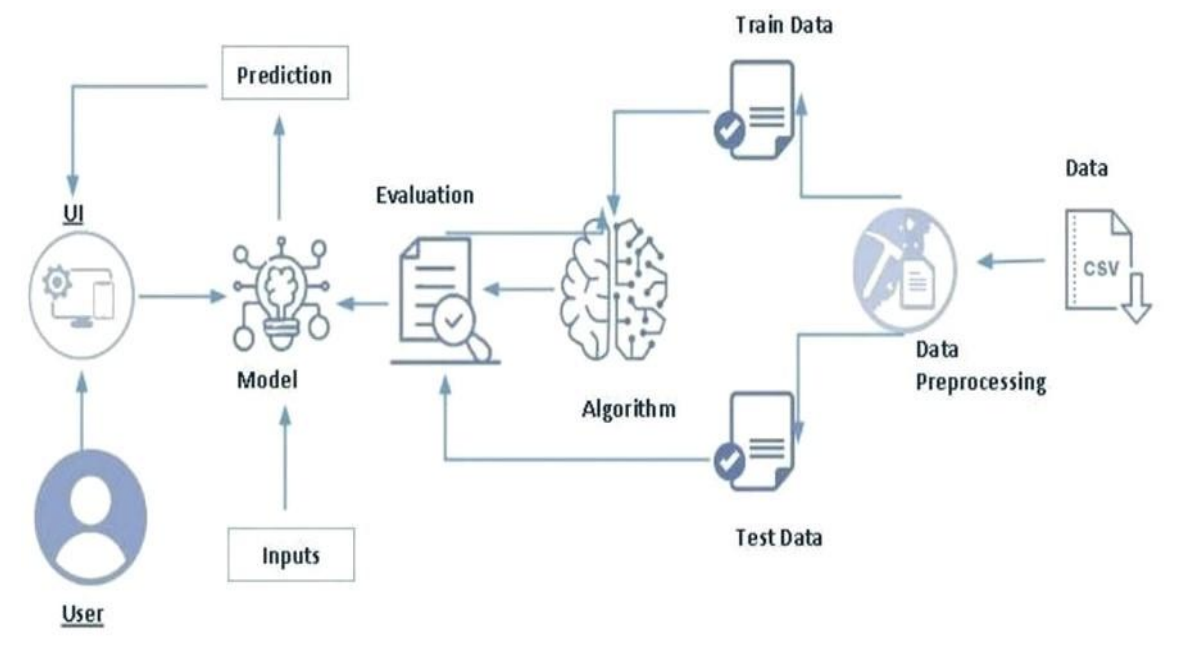 Train Data
Prediction
Data
Evaluation
UI
CSV
Data
Preprocessing
Model
Algorithm
Test Data
Inputs
User